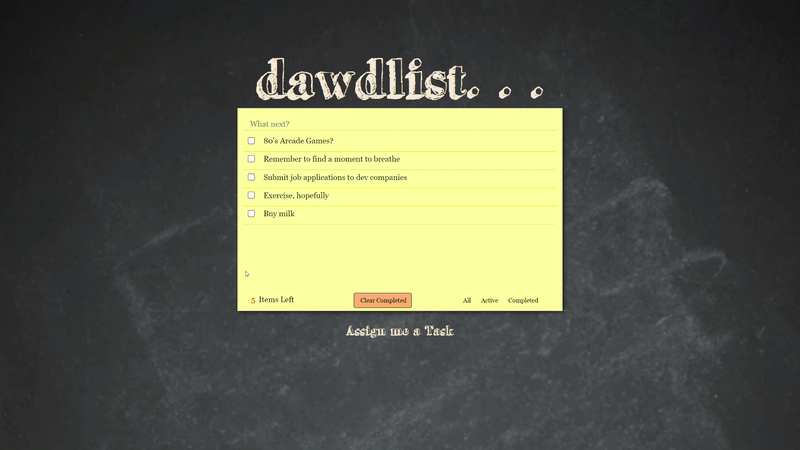 dawdlist. . .
What next?
80's Arcade Games?
Remember to find a moment to breathe
Submit job applications to dev companies
Exercise, hopefully
Buy milk
5 Items Left
Clear Completed
All Active Completed
Assign me a Task